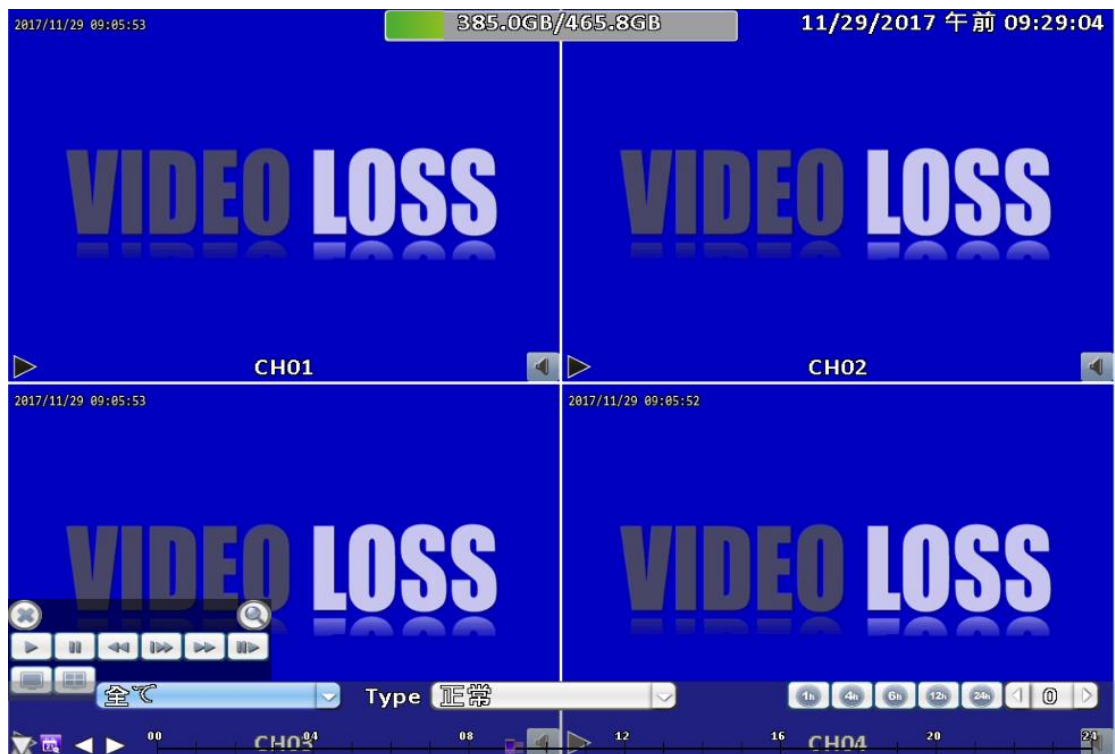 2017/11/29 09:05:53
385.0GB/465.8GB
11/29/2017 午前 09:29:04
VIDEO LOSS
VIDEO LOSS
CH01
CH02
2017/11/29 09:05:53
2017/11/29 09:05:52
VIDEO LOSS
VIDEO LOSS
全て
Type 正常
1h 4h 6h 12h 24h 0
CH03
CH04
00 04 08 12 16 20 24